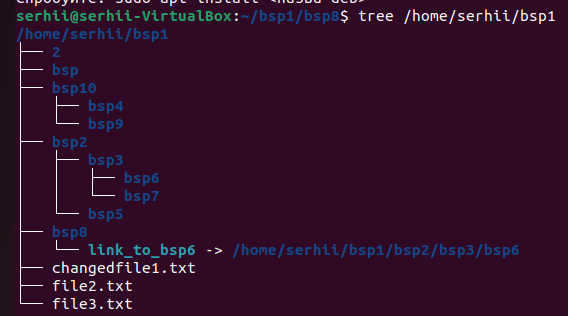 serhii@serhii-VirtualBox:~/bsp1/bsp8$ tree /home/serhii/bsp1
/home/serhii/bsp1
├── 2
├── bsp
├── bsp10
│   ├── bsp4
│   └── bsp9
├── bsp2
│   ├── bsp3
│   │   ├── bsp6
│   │   └── bsp7
│   └── bsp5
├── bsp8
│   └── link_to_bsp6 -> /home/serhii/bsp1/bsp2/bsp3/bsp6
├── changedfile1.txt
├── file2.txt
└── file3.txt